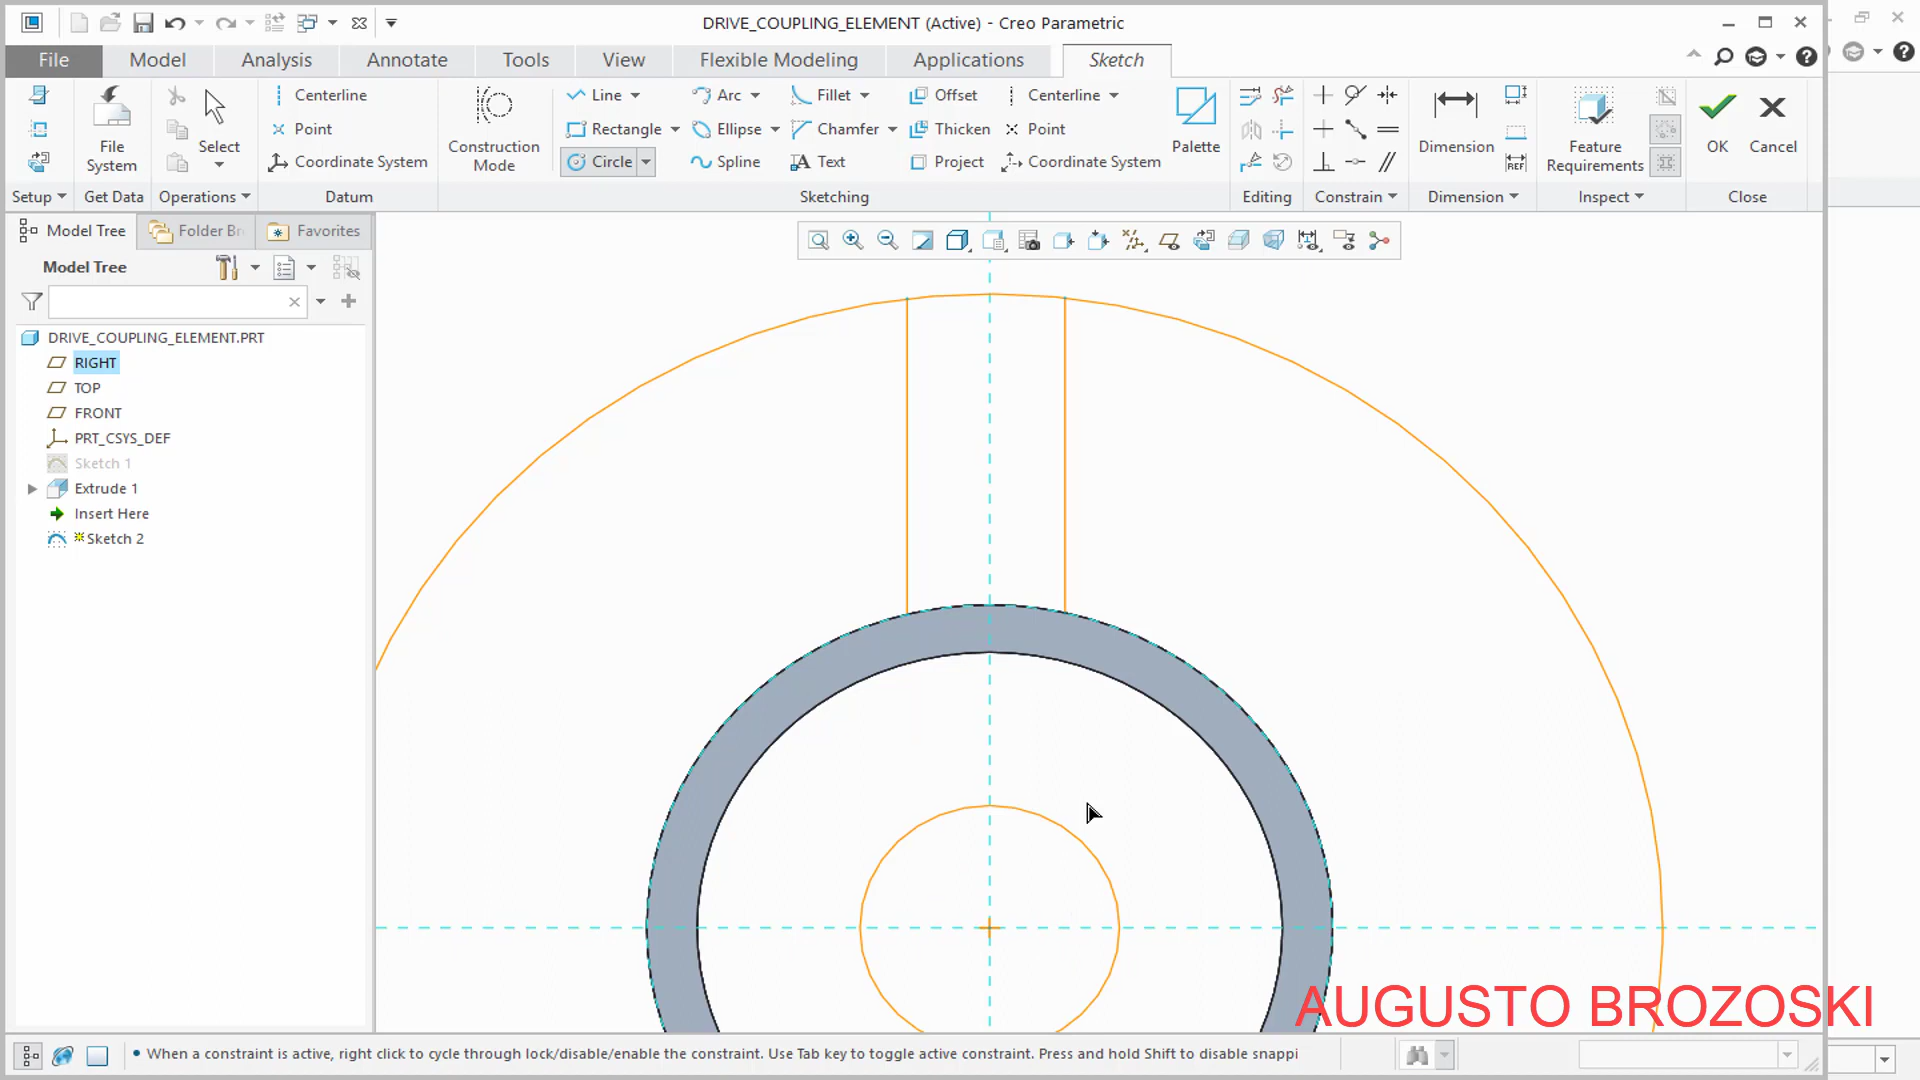 DRIVE_COUPLING_ELEMENT (Active) - Creo Parametric
File Model Analysis Annotate Tools View Flexible Modeling Applications Sketch
Centerline Line Arc Fillet Offset Centerline
Point Rectangle Ellipse Chamfer Thicken Point
Coordinate System Circle Spline Text Project Coordinate System
File System Select Construction Mode Palette Dimension Feature Requirements OK Cancel
Setup Get Data Operations Datum Sketching Editing Constrain Dimension Inspect Close
Model Tree Folder Br Favorites
Model Tree
DRIVE_COUPLING_ELEMENT.PRT
RIGHT
TOP
FRONT
PRT_CSYS_DEF
Sketch 1
Extrude 1
Insert Here
Sketch 2
AUGUSTO BROZOSKI
• When a constraint is active, right click to cycle through lock/disable/enable the constraint. Use Tab key to toggle active constraint. Press and hold Shift to disable snappi